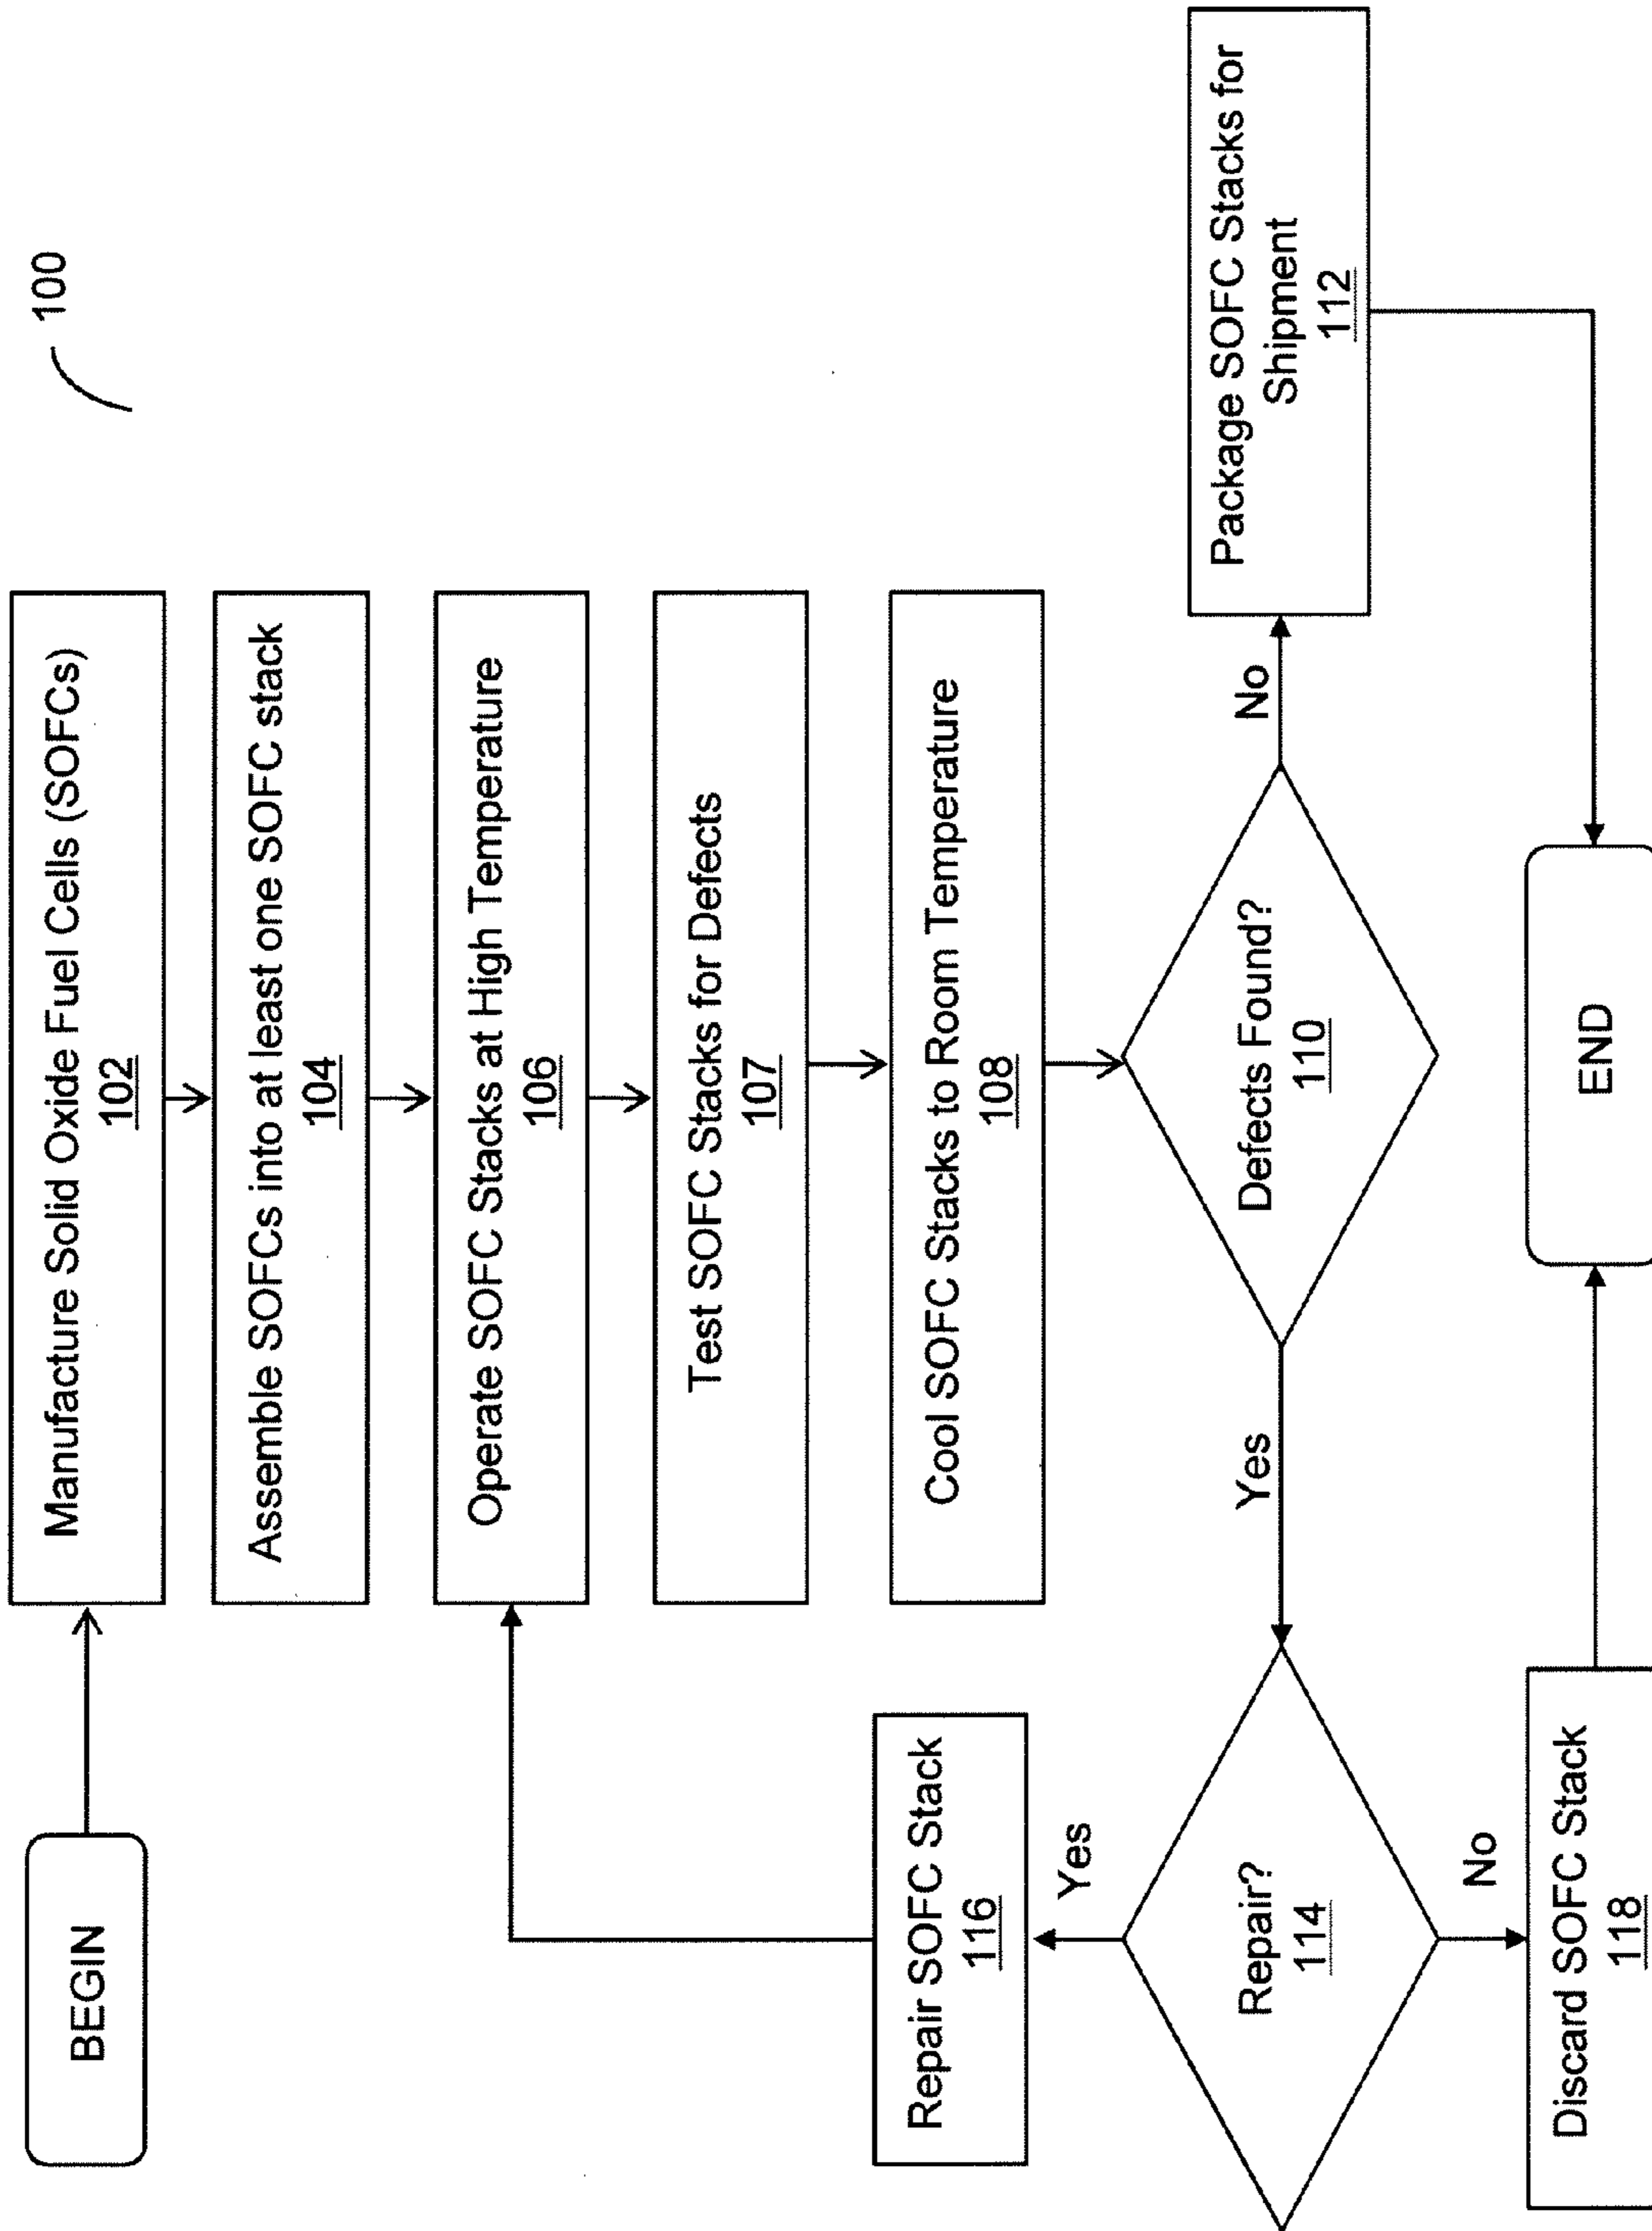 100
BEGIN
Manufacture Solid Oxide Fuel Cells (SOFCs)
102
Assemble SOFCs into at least one SOFC stack
104
Operate SOFC Stacks at High Temperature
106
Test SOFC Stacks for Defects
107
Cool SOFC Stacks to Room Temperature
108
Defects Found?
110
No
Package SOFC Stacks for
Shipment
112
Yes
Repair?
114
Yes
Repair SOFC Stack
116
No
Discard SOFC Stack
118
END